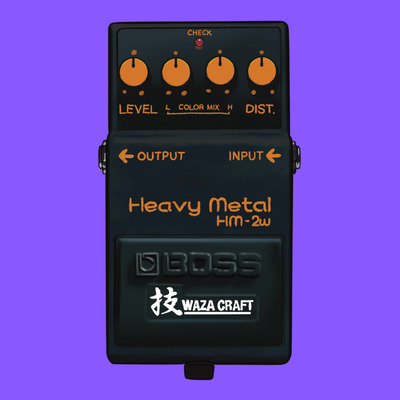 CHECK
LEVEL L COLOR MIX H DIST.
OUTPUT INPUT
Heavy Metal
HM-2w
BOSS
技 WAZA CRAFT